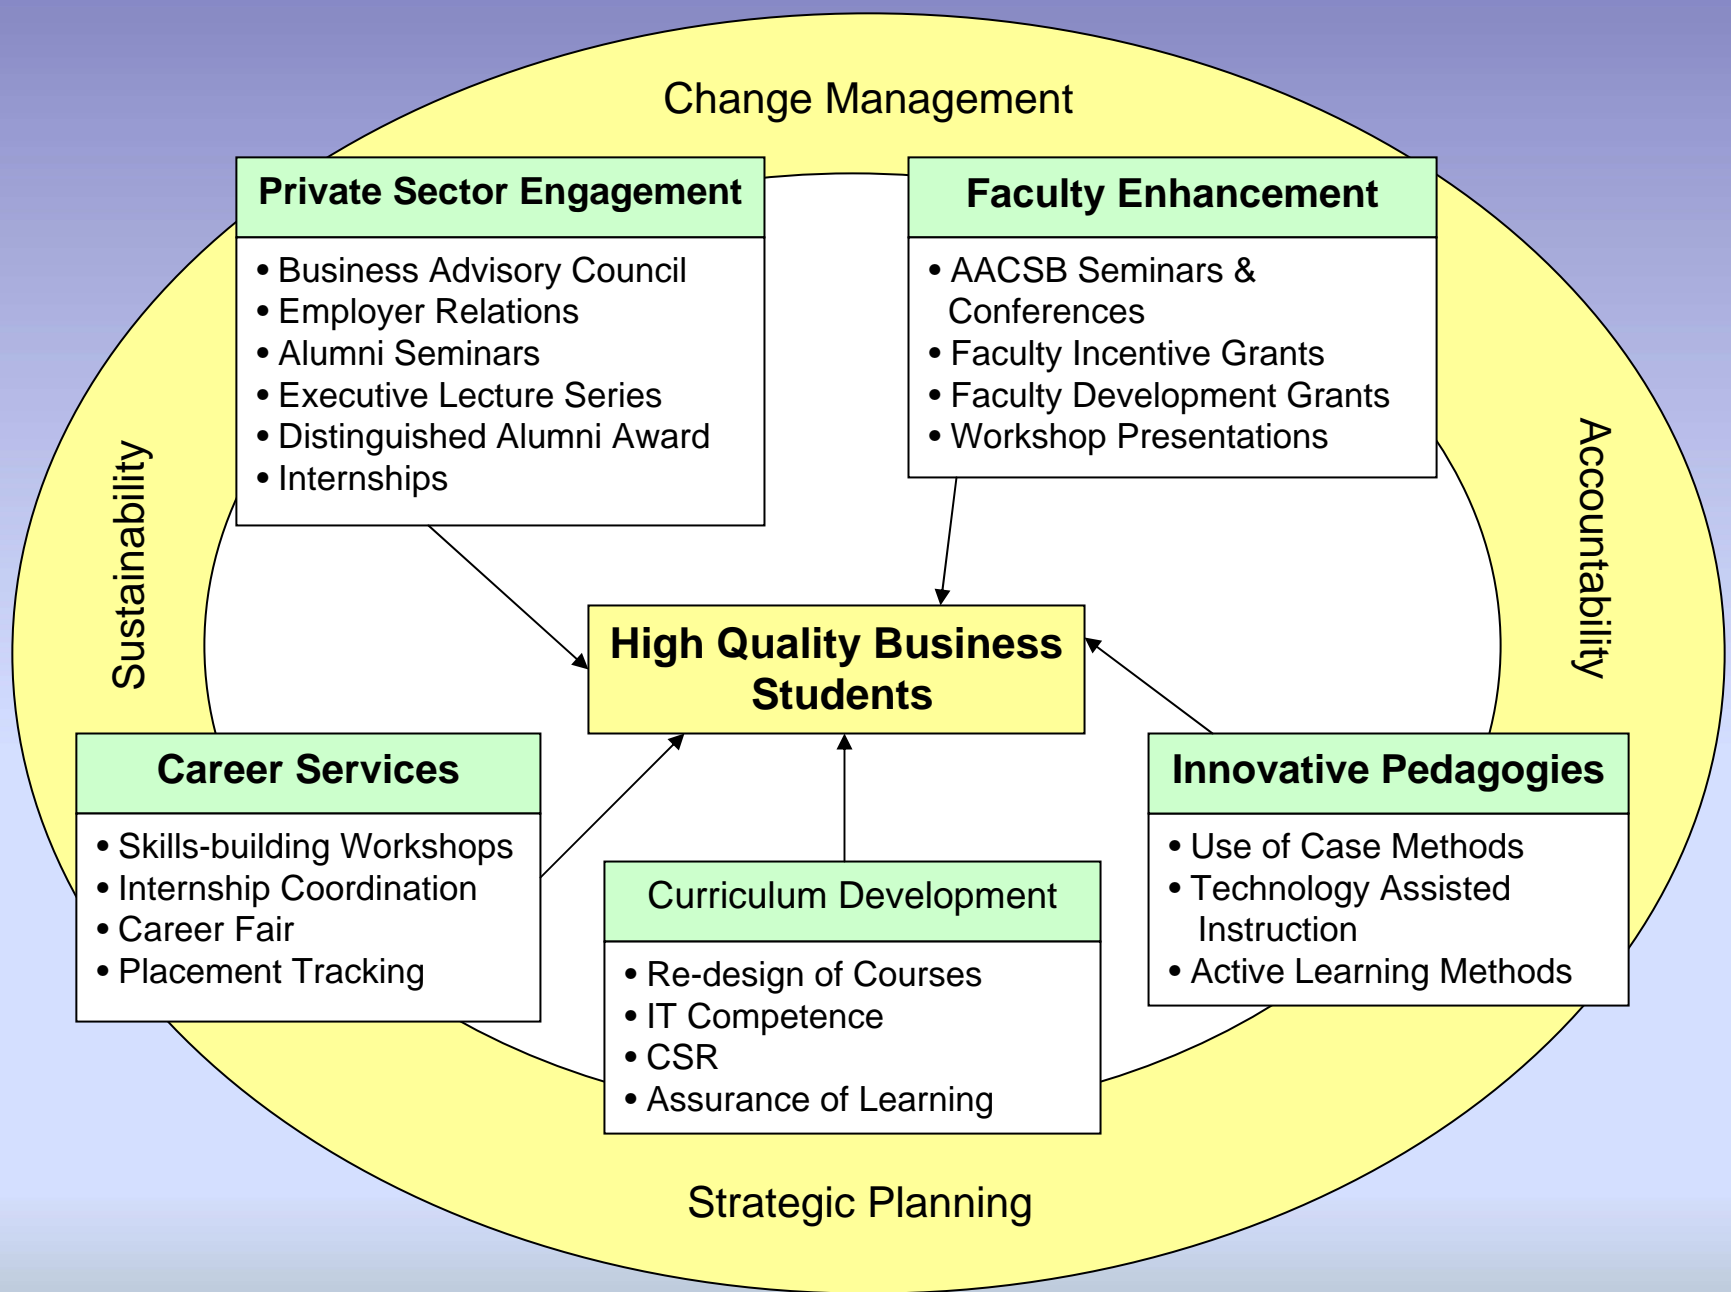 Change Management
Private Sector Engagement
• Business Advisory Council
• Employer Relations
• Alumni Seminars
• Executive Lecture Series
• Distinguished Alumni Award
• Internships
Faculty Enhancement
• AACSB Seminars &
Conferences
• Faculty Incentive Grants
• Faculty Development Grants
• Workshop Presentations
Sustainability
Accountability
High Quality Business
Students
Career Services
• Skills-building Workshops
• Internship Coordination
• Career Fair
• Placement Tracking
Curriculum Development
• Re-design of Courses
• IT Competence
• CSR
• Assurance of Learning
Innovative Pedagogies
• Use of Case Methods
• Technology Assisted
Instruction
• Active Learning Methods
Strategic Planning